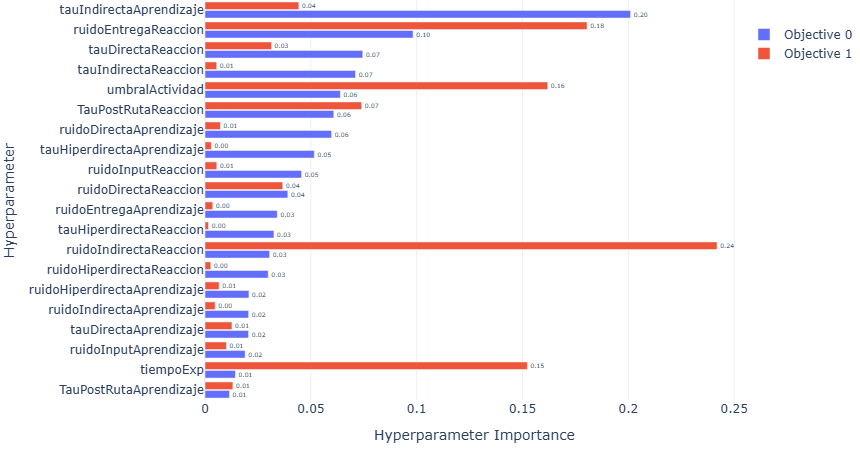 tauIndirectaAprendizaje 0.04 0.20
ruidoEntregaReaccion 0.18 0.10
tauDirectaReaccion 0.03 0.07
tauIndirectaReaccion 0.01 0.07
umbralActividad 0.16 0.06
TauPostRutaReaccion 0.07 0.06
ruidoDirectaAprendizaje 0.01 0.06
tauHiperdirectaAprendizaje 0.00 0.05
ruidoInputReaccion 0.01 0.05
ruidoDirectaReaccion 0.04 0.04
ruidoEntregaAprendizaje 0.00 0.03
tauHiperdirectaReaccion 0.00 0.03
ruidoIndirectaReaccion 0.24 0.03
ruidoHiperdirectaReaccion 0.00 0.03
ruidoHiperdirectaAprendizaje 0.01 0.02
ruidoIndirectaAprendizaje 0.00 0.02
tauDirectaAprendizaje 0.01 0.02
ruidoInputAprendizaje 0.01 0.02
tiempoExp 0.15 0.01
TauPostRutaAprendizaje 0.01 0.01
0 0.05 0.1 0.15 0.2 0.25
Hyperparameter Importance
Hyperparameter
Objective 0
Objective 1